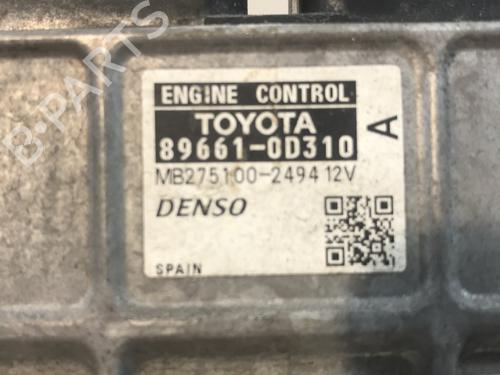 B-PARTS
ENGINE CONTROL
TOYOTA
89661-0D310
A
MB275100-2494 12V
DENSO
SPAIN